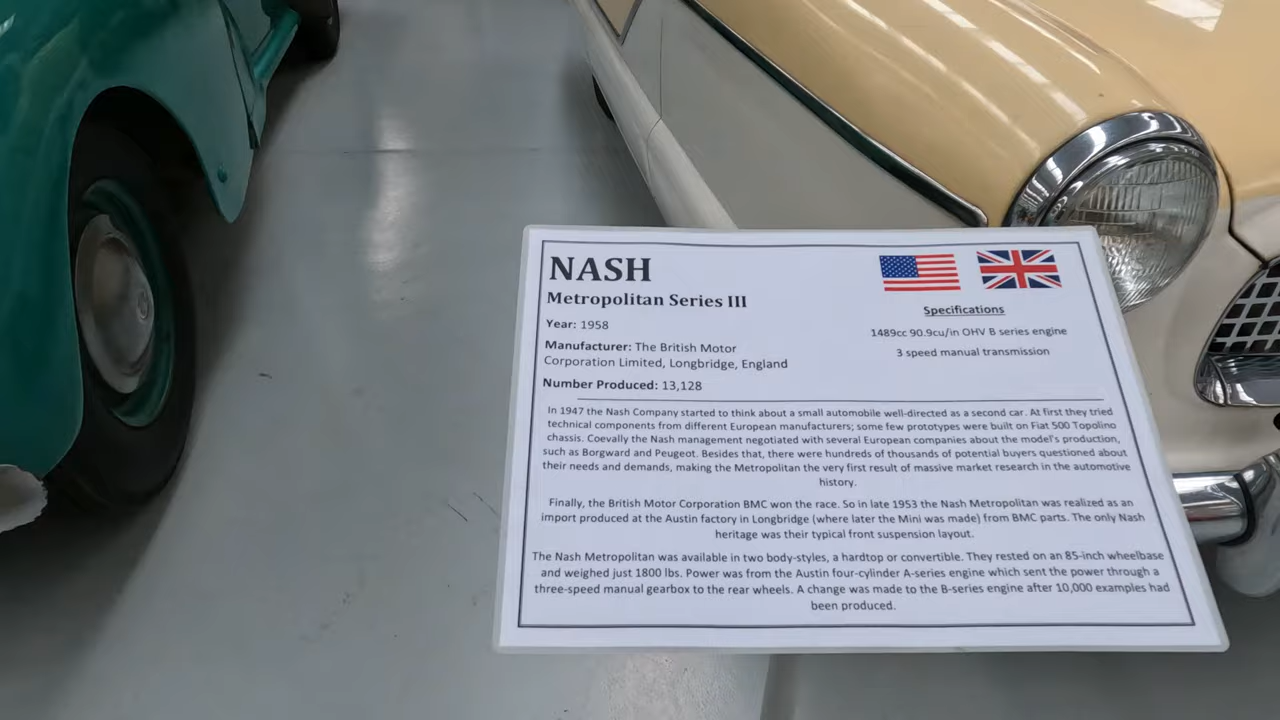 NASH
Metropolitan Series III
Year: 1958
Manufacturer: The British Motor
Corporation Limited, Longbridge, England
Number Produced: 13,128
Specifications
1489cc 90.9cu/in OHV B series engine
3 speed manual transmission
In 1947 the Nash Company started to think about a small automobile well-directed as a second car. At first they tried
technical components from different European manufacturers; some few prototypes were built on Fiat 500 Topolino
chassis. Coevally the Nash management negotiated with several European companies about the model's production,
such as Borgward and Peugeot. Besides that, there were hundreds of thousands of potential buyers questioned about
their needs and demands, making the Metropolitan the very first result of massive market research in the automotive
history.
Finally, the British Motor Corporation BMC won the race. So in late 1953 the Nash Metropolitan was realized as an
import produced at the Austin factory in Longbridge (where later the Mini was made) from BMC parts. The only Nash
heritage was their typical front suspension layout.
The Nash Metropolitan was available in two body-styles, a hardtop or convertible. They rested on an 85-inch wheelbase
and weighed just 1800 lbs. Power was from the Austin four-cylinder A-series engine which sent the power through a
three-speed manual gearbox to the rear wheels. A change was made to the B-series engine after 10,000 examples had
been produced.